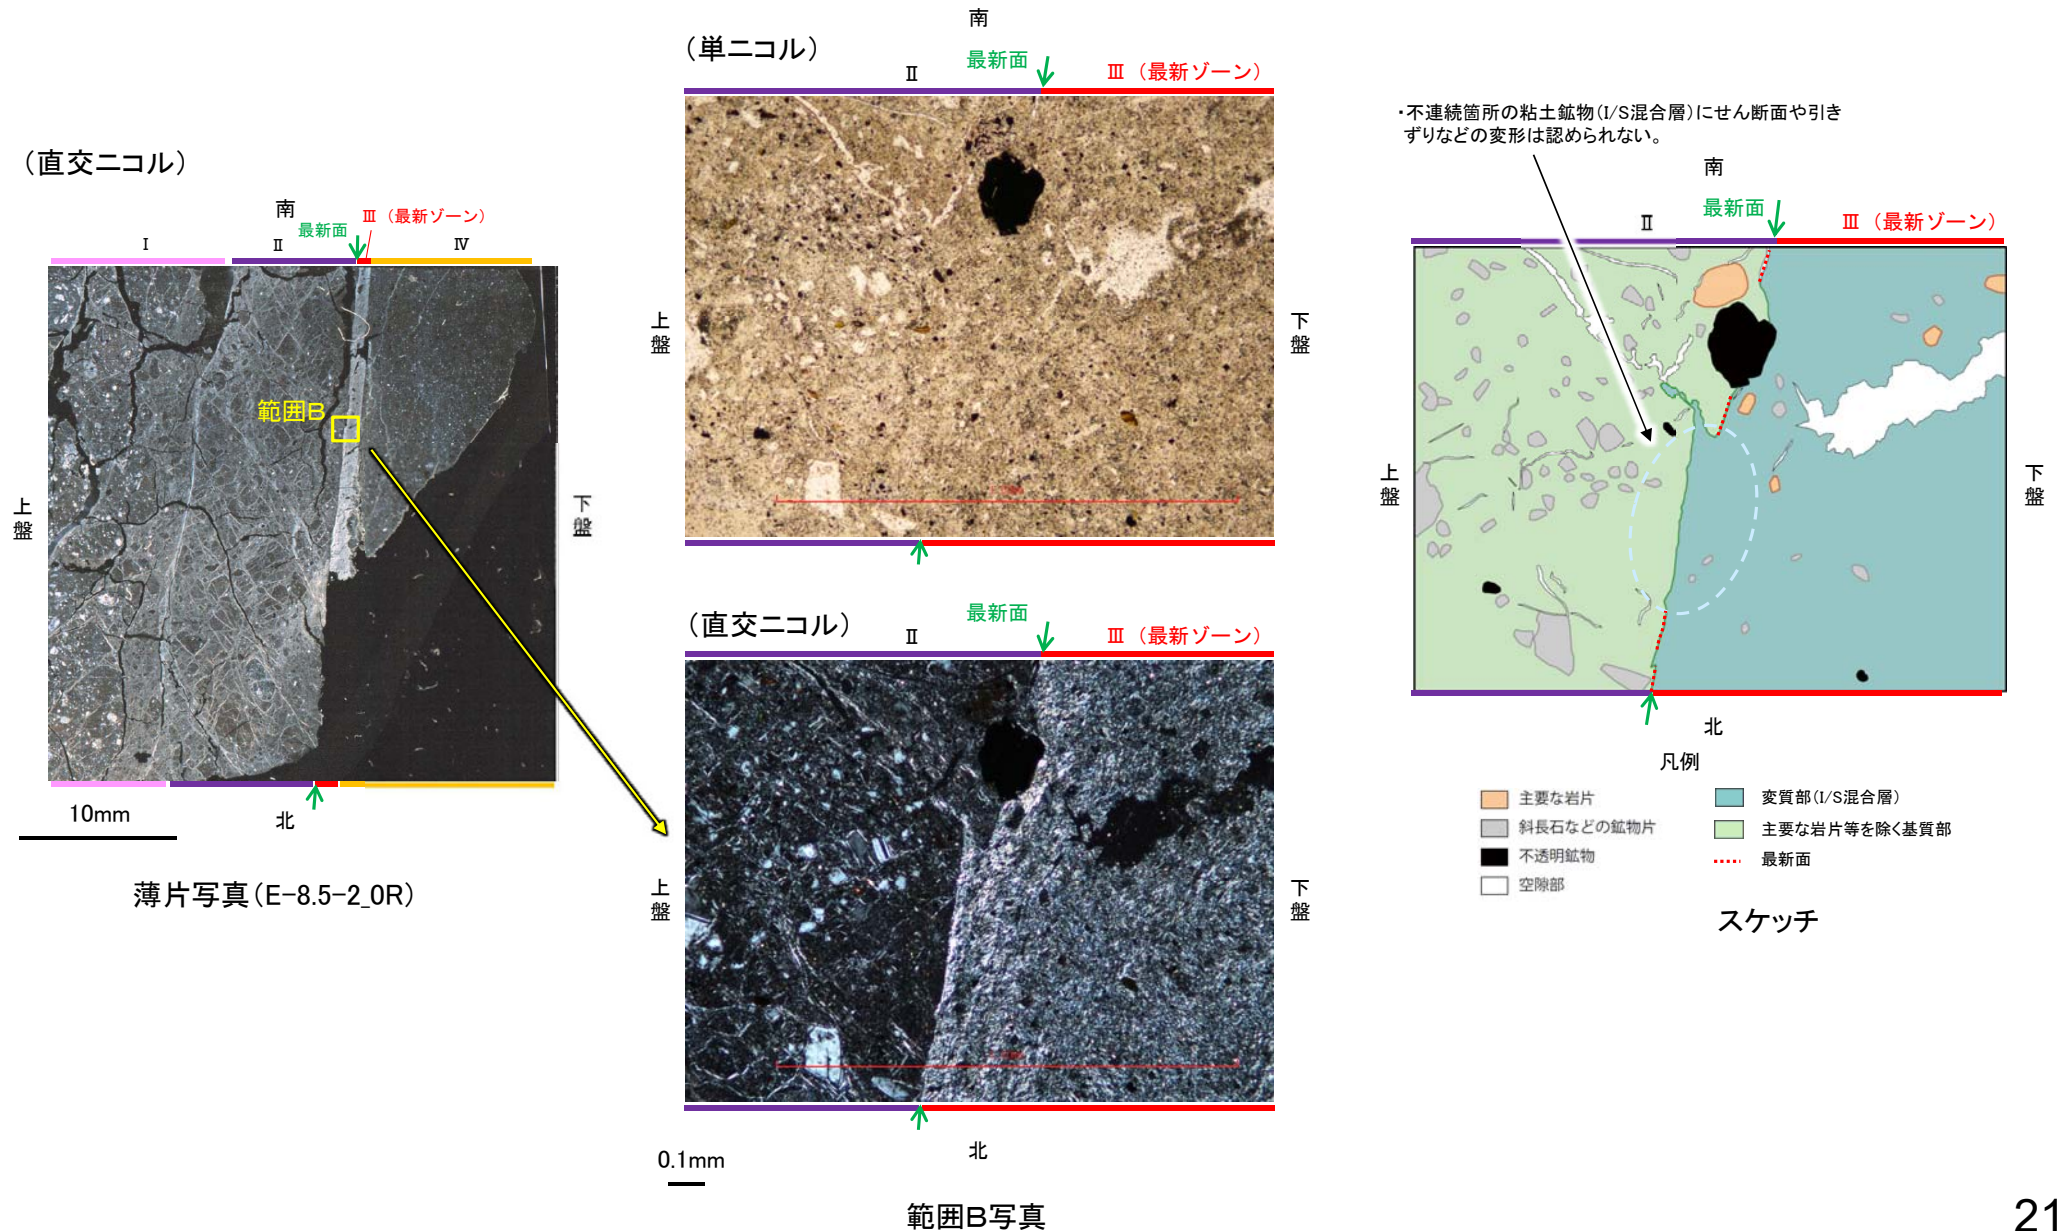 （直交ニコル）
南
最新面
Ⅲ（最新ゾーン）
Ⅰ
Ⅱ
Ⅳ
範囲B
上盤
下盤
10mm
北
薄片写真（E-8.5-2_0R）
南
（単ニコル）
最新面
Ⅱ
Ⅲ（最新ゾーン）
上盤
下盤
（直交ニコル）
最新面
Ⅱ
Ⅲ（最新ゾーン）
上盤
下盤
北
0.1mm
範囲B写真
・不連続箇所の粘土鉱物（I/S混合層）にせん断面や引き
ずりなどの変形は認められない。
南
最新面
Ⅱ
Ⅲ（最新ゾーン）
上盤
下盤
北
凡例
主要な岩片
斜長石などの鉱物片
不透明鉱物
空隙部
変質部（I/S混合層）
主要な岩片等を除く基質部
最新面
スケッチ
21